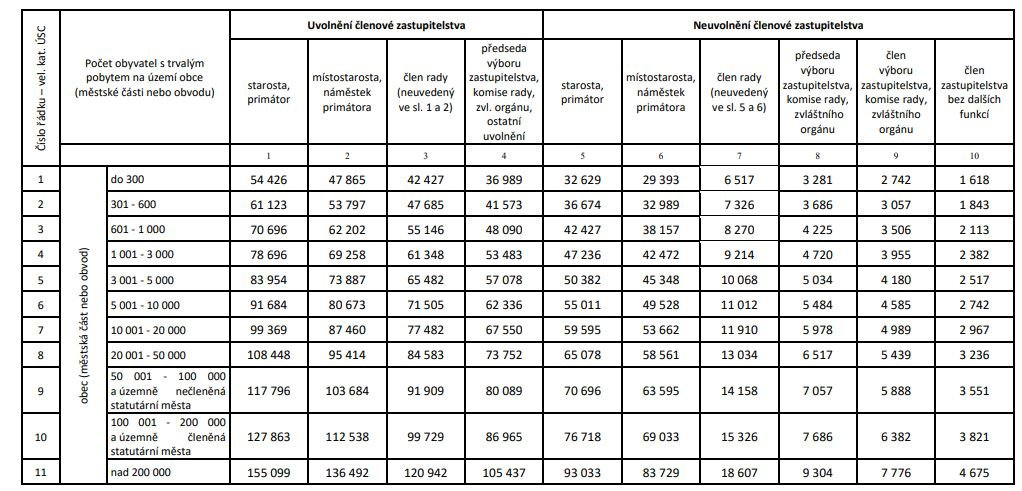 Číslo řádku – vel. kat. ÚSC
Počet obyvatel s trvalým
pobytem na území obce
(městské části nebo obvodu)
Uvolnění členové zastupitelstva
Neuvolnění členové zastupitelstva
starosta,
primátor
místostarosta,
náměstek
primátora
člen rady
(neuvedený
ve sl. 1 a 2)
předseda
výboru
zastupitelstva,
komise rady,
zvl. orgánu,
ostatní
uvolnění
starosta,
primátor
místostarosta,
náměstek
primátora
člen rady
(neuvedený
ve sl. 5 a 6)
předseda
výboru
zastupitelstva,
komise rady,
zvláštního
orgánu
člen
výboru
zastupitelstva,
komise rady,
zvláštního
orgánu
člen
zastupitelstva
bez dalších
funkcí
1 2 3 4 5 6 7 8 9 10
obec (městská část nebo obvod)
1 do 300 54 426 47 865 42 427 36 989 32 629 29 393 6 517 3 281 2 742 1 618
2 301 - 600 61 123 53 797 47 685 41 573 36 674 32 989 7 326 3 686 3 057 1 843
3 601 - 1 000 70 696 62 202 55 146 48 090 42 427 38 157 8 270 4 225 3 506 2 113
4 1 001 - 3 000 78 696 69 258 61 348 53 483 47 236 42 472 9 214 4 720 3 955 2 382
5 3 001 - 5 000 83 954 73 887 65 482 57 078 50 382 45 348 10 068 5 034 4 180 2 517
6 5 001 - 10 000 91 684 80 673 71 505 62 336 55 011 49 528 11 012 5 484 4 585 2 742
7 10 001 - 20 000 99 369 87 460 77 482 67 550 59 595 53 662 11 910 5 978 4 989 2 967
8 20 001 - 50 000 108 448 95 414 84 583 73 752 65 078 58 561 13 034 6 517 5 439 3 236
9 50 001 - 100 000
a územně nečleněná
statutární města
117 796 103 684 91 909 80 089 70 696 63 595 14 158 7 057 5 888 3 551
10 100 001 - 200 000
a územně členěná
statutární města
127 863 112 538 99 729 86 965 76 718 69 033 15 326 7 686 6 382 3 821
11 nad 200 000 155 099 136 492 120 942 105 437 93 033 83 729 18 607 9 304 7 776 4 675